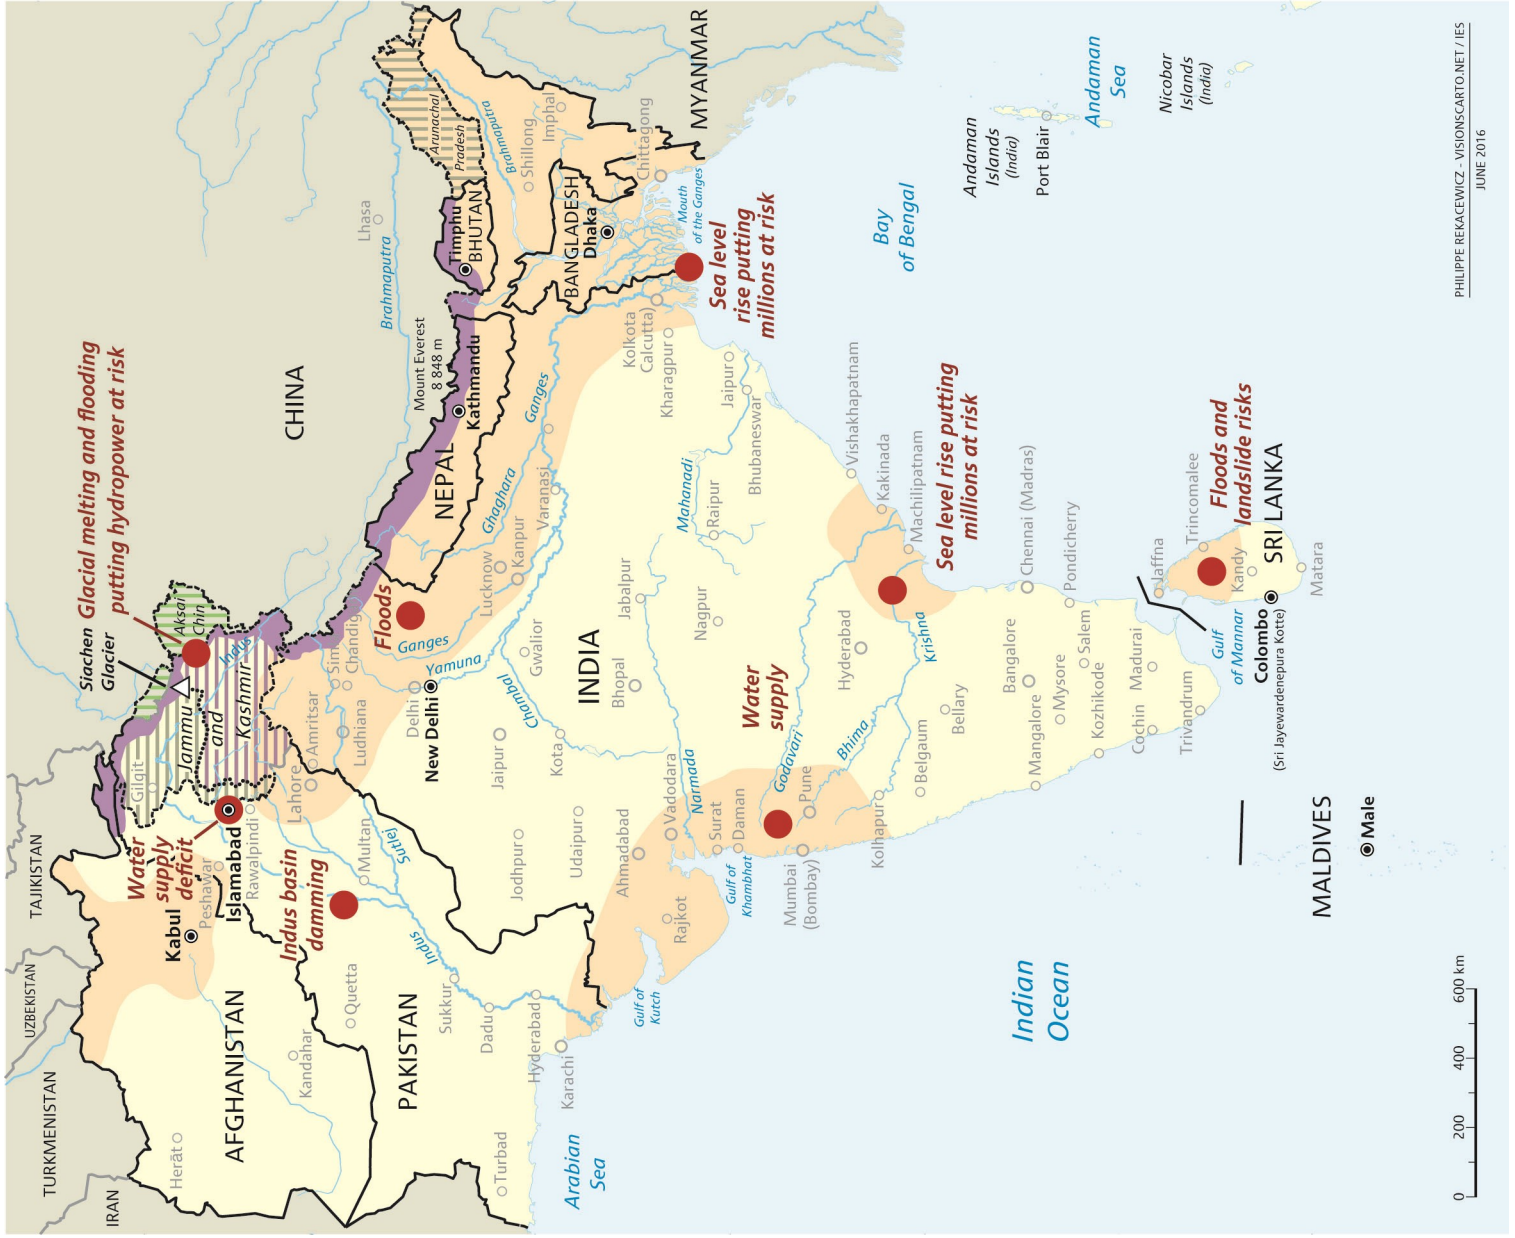 TURKMENISTAN
UZBEKISTAN
TAJIKISTAN
IRAN
CHINA
MYANMAR
Glacial melting and flooding
putting hydropower at risk
Siachen
Glacier
Aksai
Chin
Indus
Jammu
and
Kashmir
Gilgit
Water
supply
deficit
Kabul
Peshawar
Islamabad
Rawalpindi
Herāt
AFGHANISTAN
Kandahar
Indus basin
damming
Lahore
Amritsar
Ludhiana
Chandig
Multan
Sutlej
Quetta
PAKISTAN
Indus
Sukkur
Dadu
Hyderabad
Karachi
Turbad
Arabian
Sea
Floods
Ganges
Yamuna
Delhi
New Delhi
Lhasa
Brahmaputra
Mount Everest
8 848 m
NEPAL
Kathmandu
Timphu
BHUTAN
Arunachal
Pradesh
Brahmaputra
Shillong
Imphal
BANGLADESH
Dhaka
Chittagong
Mouth
of the Ganges
Sea level
rise putting
millions at risk
Ghaghara
Ganges
Lucknow
Kanpur
Varanasi
Gwalior
Chambal
Jaipur
Kota
Jodhpur
Udaipur
INDIA
Bhopal
Jabalpur
Ahmadabad
Vadodara
Narmada
Rajkot
Gulf of
Kutch
Gulf of
Khambhat
Surat
Daman
Nagpur
Raipur
Mahanadi
Kolkota
Calcutta)
Kharagpur
Jaipur
Bhubaneswar
Water
supply
Godavari
Mumbai
(Bombay)
Pune
Bhima
Hyderabad
Kolhapur
Krishna
Belgaum
Bellary
Vishakhapatnam
Kakinada
Machilipatnam
Sea level rise putting
millions at risk
Bay
of Bengal
Bangalore
Mangalore
Mysore
Chennai (Madras)
Pondicherry
Salem
Kozhikode
Madurai
Cochin
Trivandrum
Jaffna
Trincomalee
Floods and
landslide risks
Kandy
SRI LANKA
Matara
Gulf
of Mannar
Colombo
(Sri Jayewardenepura Kotte)
Andaman
Islands
(India)
Port Blair
Andaman
Sea
Nicobar
Islands
(India)
Indian
Ocean
MALDIVES
Male
0 200 400 600 km
PHILIPPE REKACEWICZ - VISIONSCARTO.NET / IES
JUNE 2016